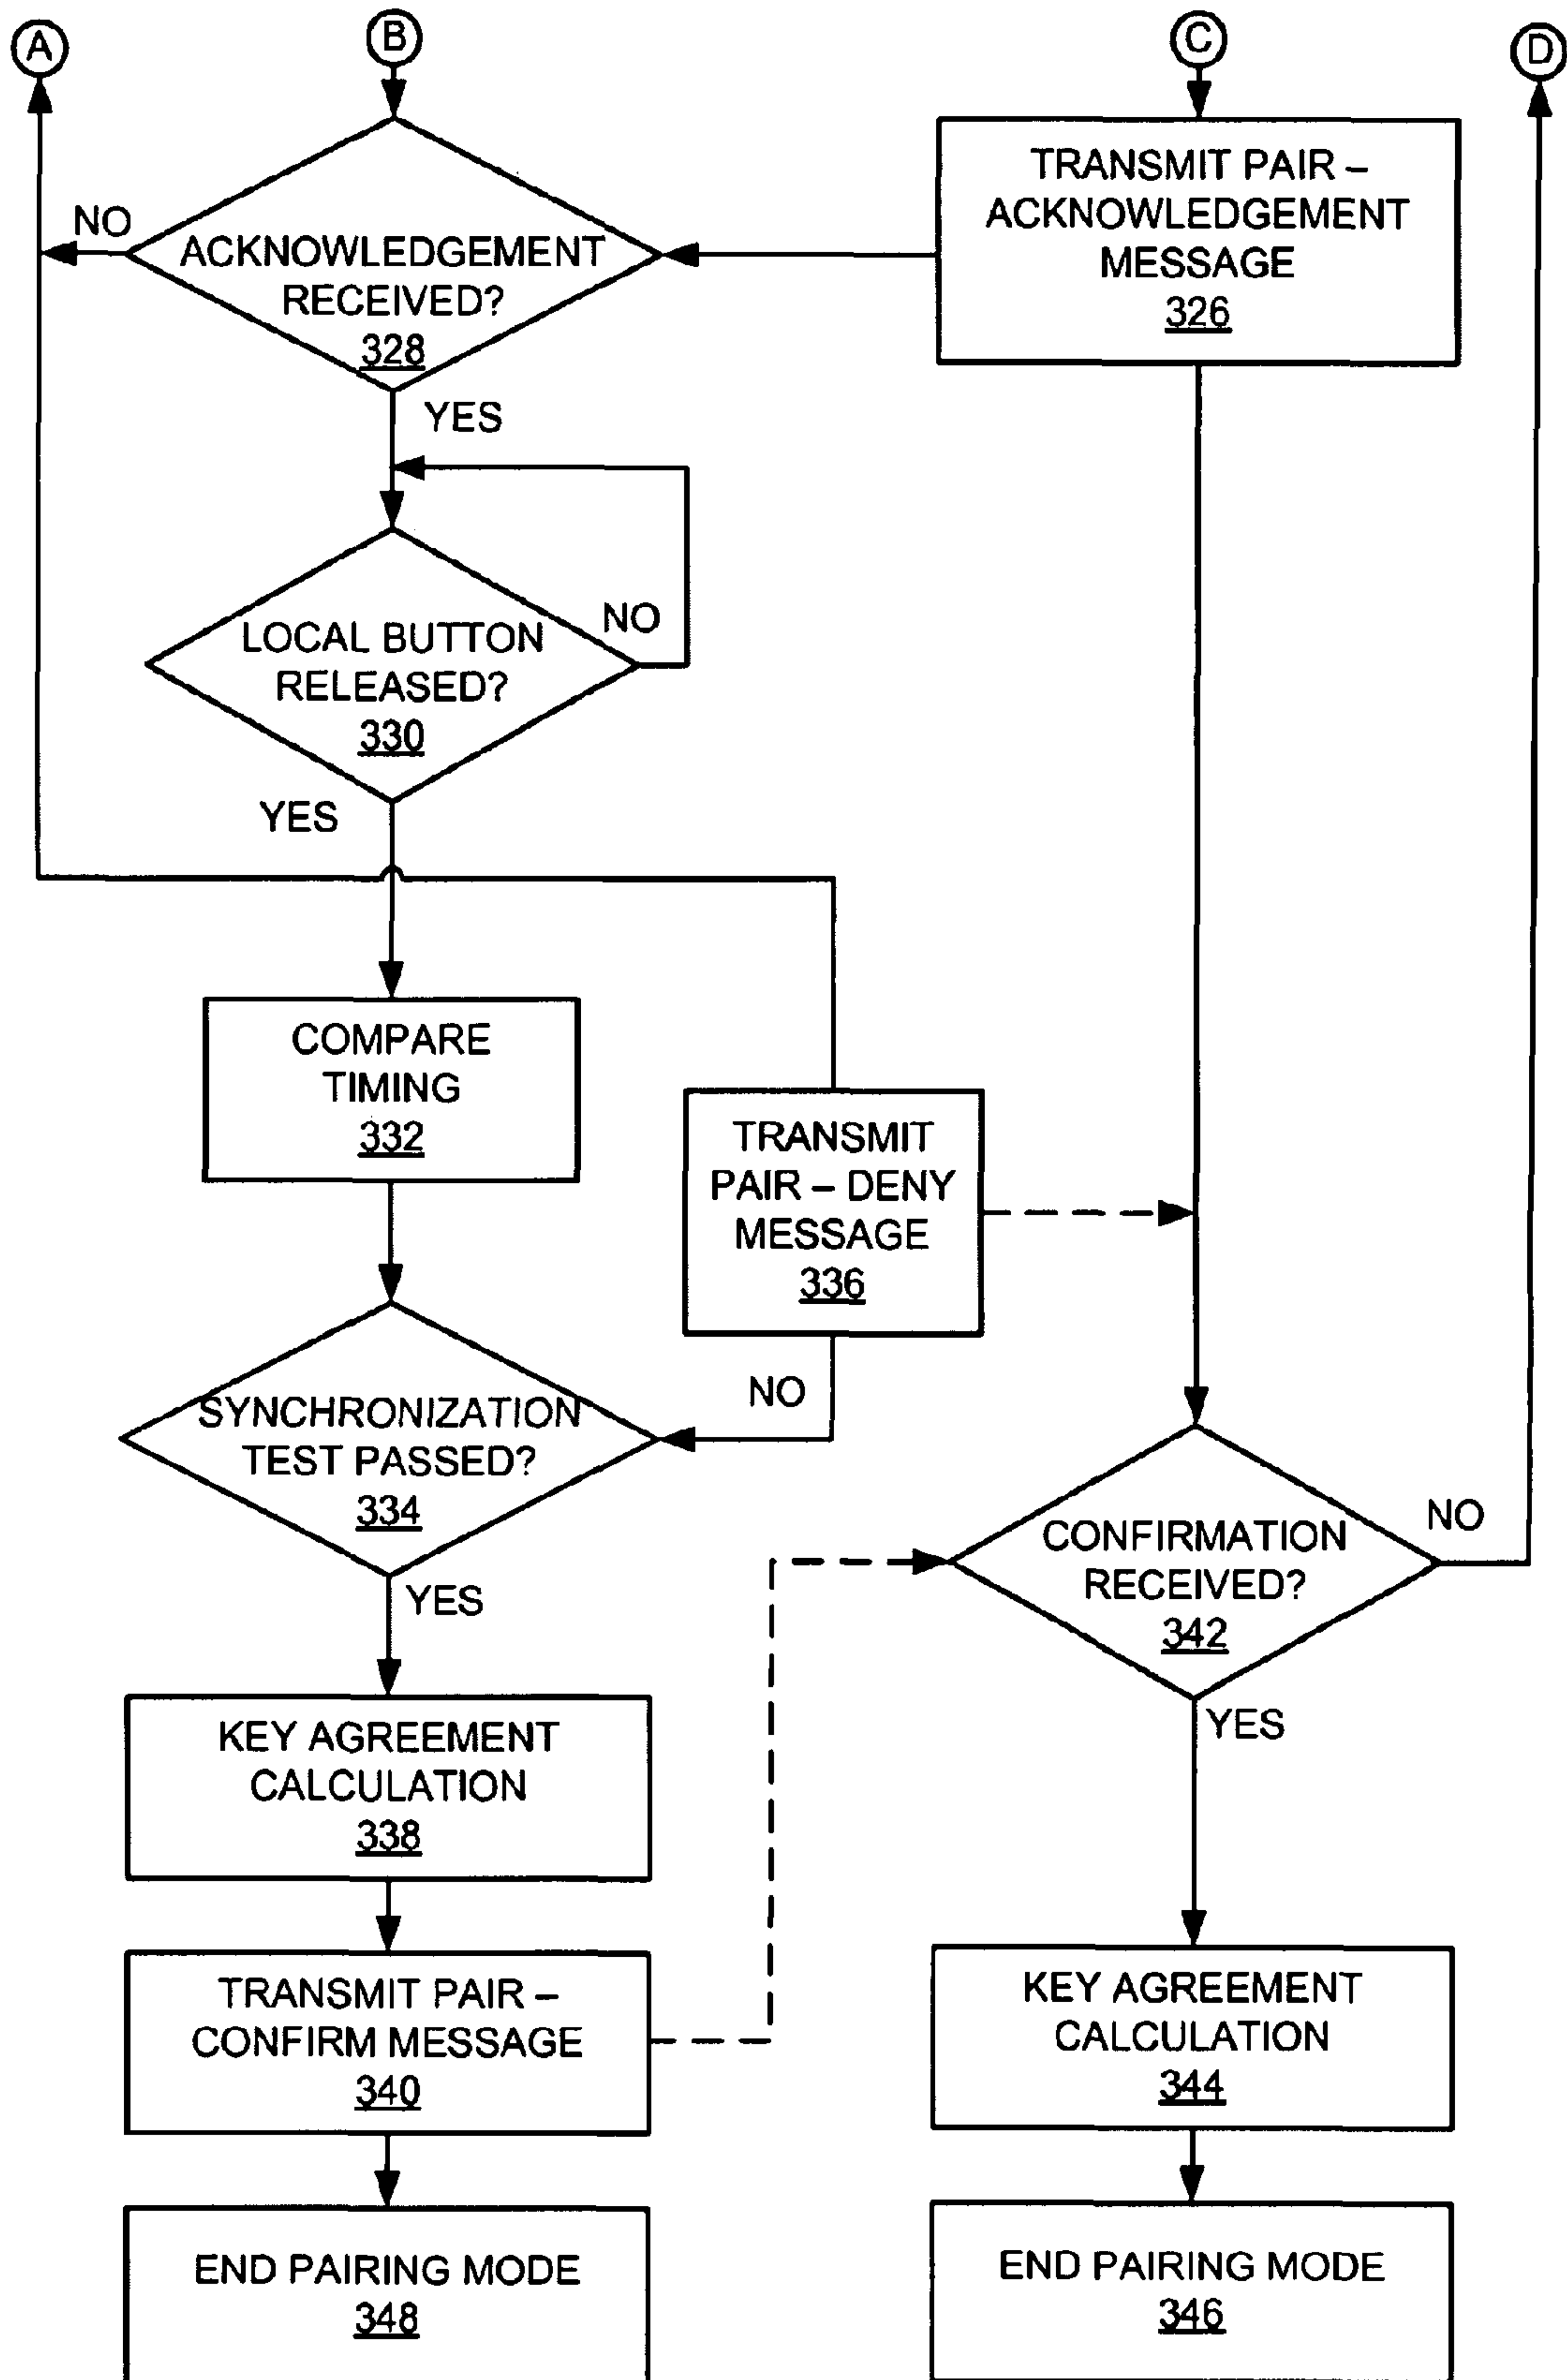 A
B
C
D
TRANSMIT PAIR –
ACKNOWLEDGEMENT
MESSAGE
326
NO
ACKNOWLEDGEMENT
RECEIVED?
328
YES
NO
LOCAL BUTTON
RELEASED?
330
YES
COMPARE
TIMING
332
TRANSMIT
PAIR – DENY
MESSAGE
336
NO
SYNCHRONIZATION
TEST PASSED?
334
YES
NO
CONFIRMATION
RECEIVED?
342
YES
KEY AGREEMENT
CALCULATION
338
TRANSMIT PAIR –
CONFIRM MESSAGE
340
KEY AGREEMENT
CALCULATION
344
END PAIRING MODE
348
END PAIRING MODE
346